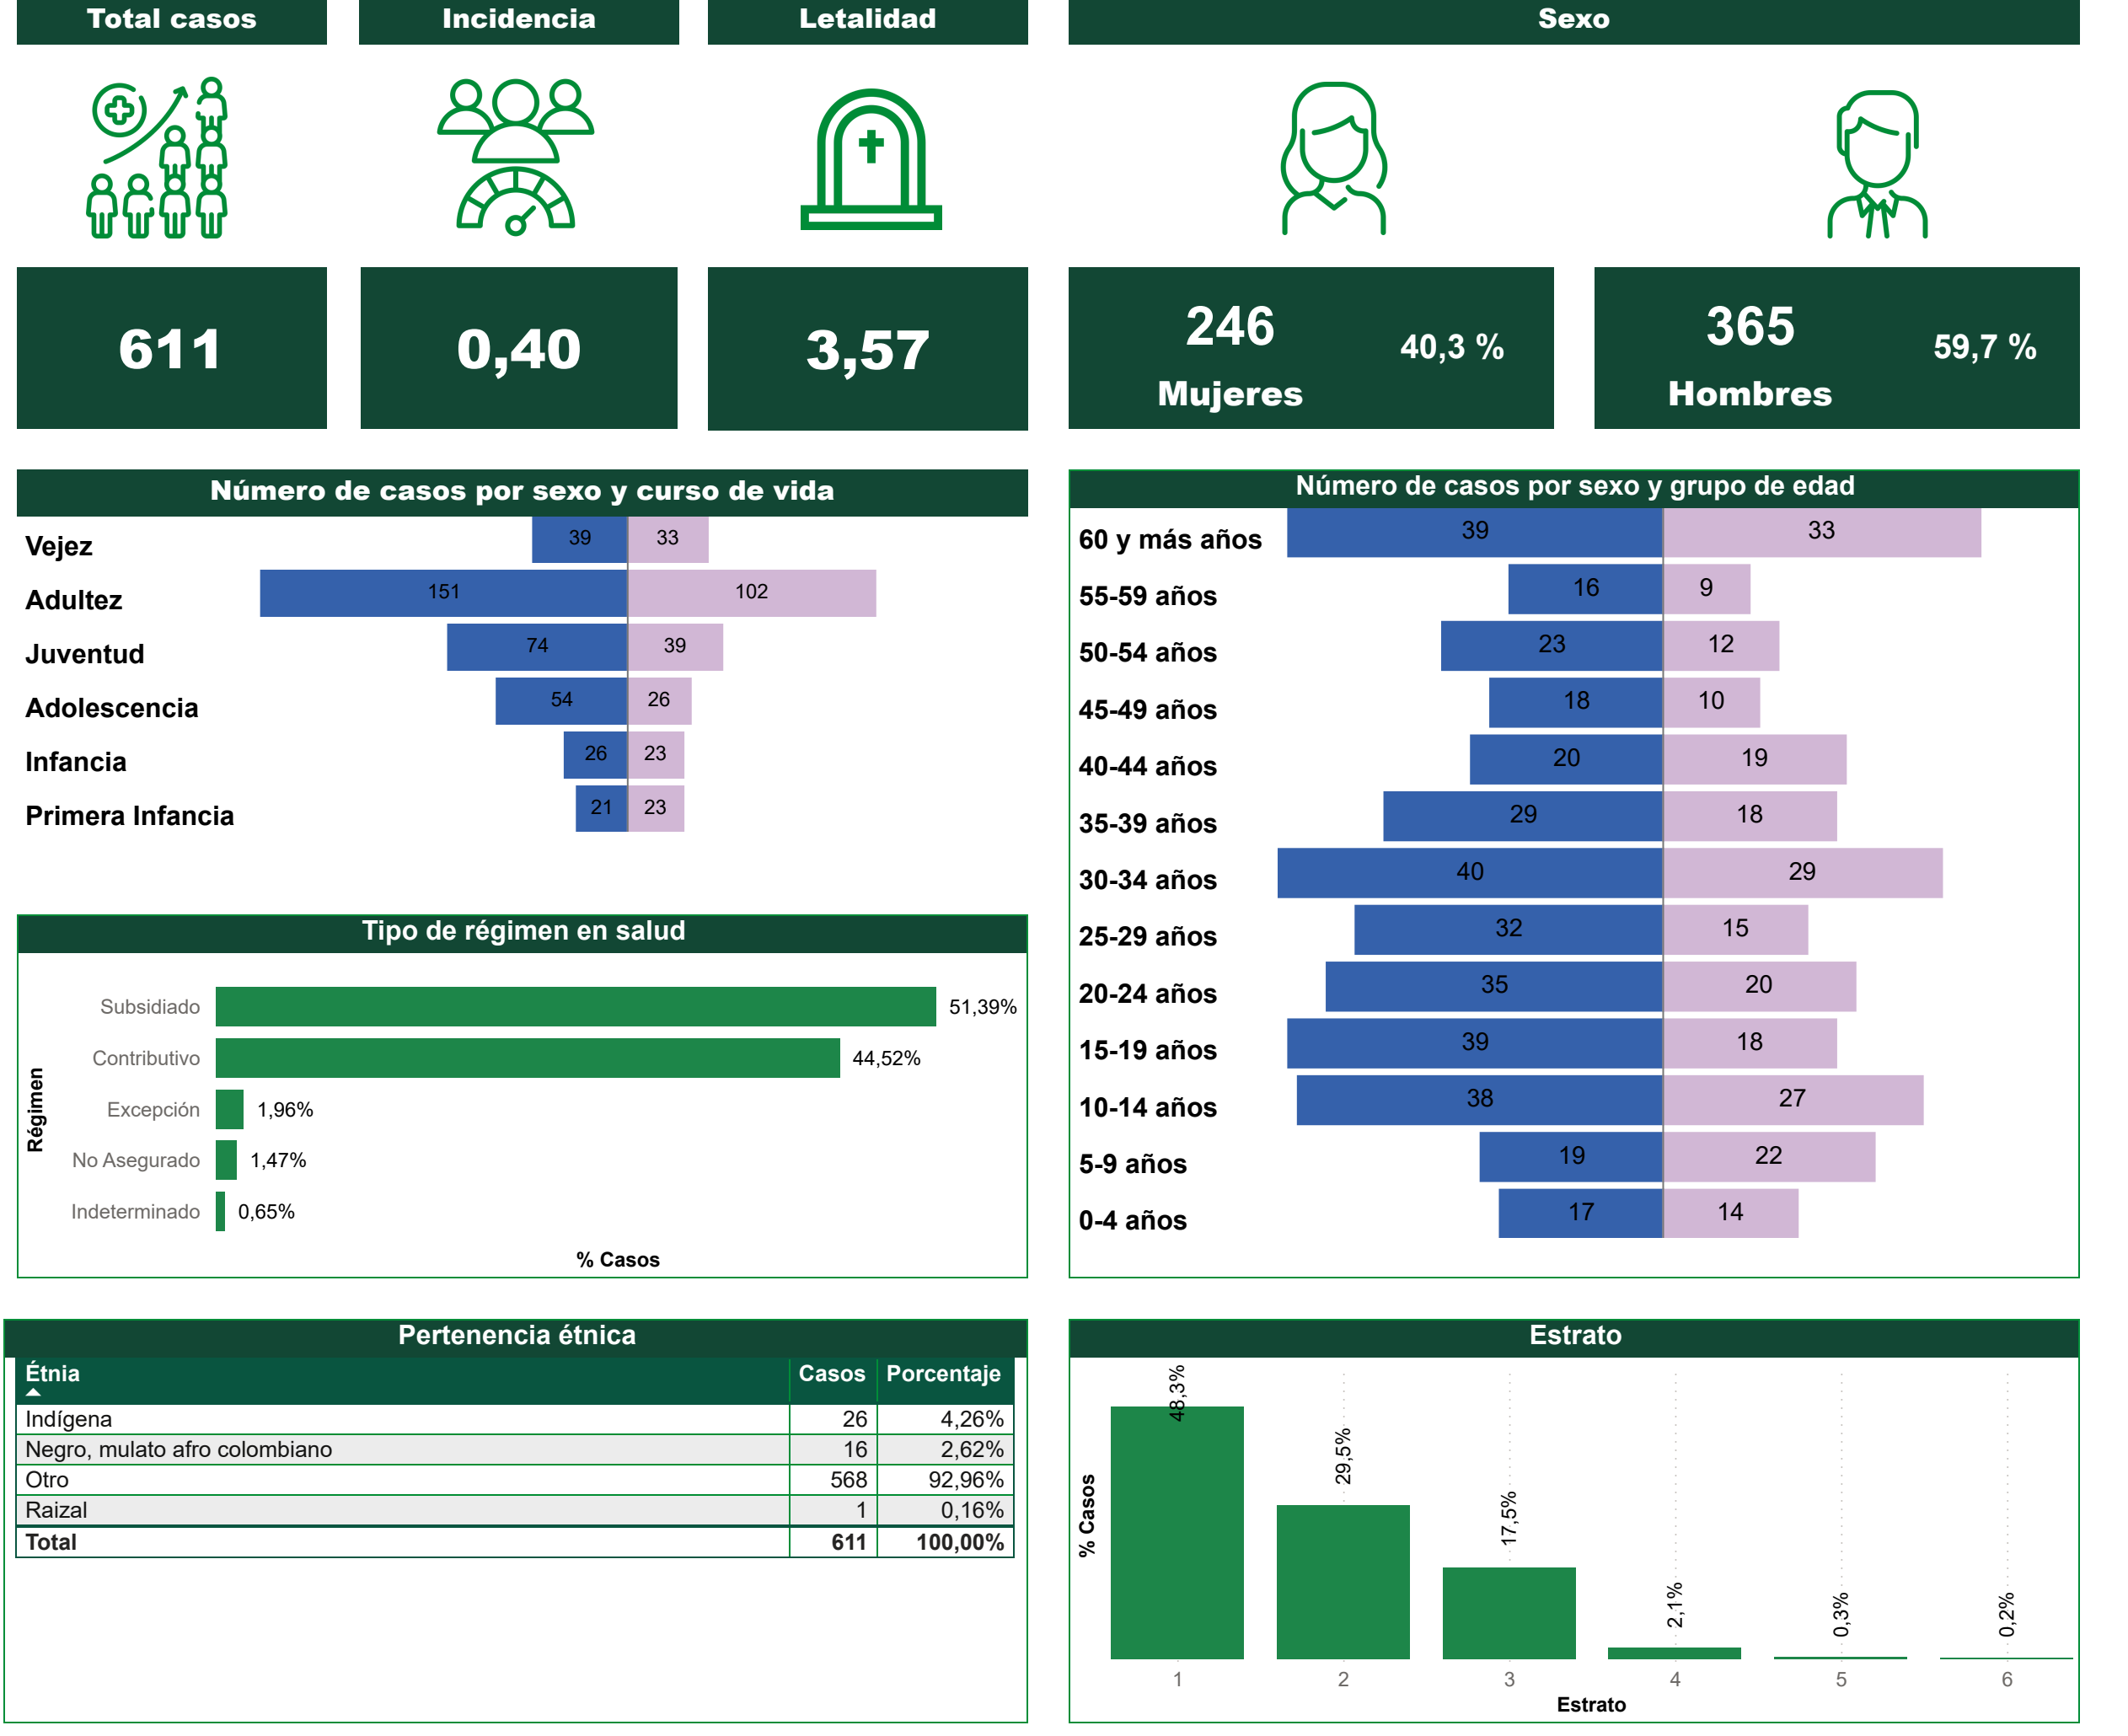 Total casos
Incidencia
Letalidad
Sexo
611
0,40
3,57
246
40,3 %
Mujeres
365
59,7 %
Hombres
Número de casos por sexo y curso de vida
Vejez 39 33
Adultez 151 102
Juventud 74 39
Adolescencia 54 26
Infancia 26 23
Primera Infancia 21 23
Número de casos por sexo y grupo de edad
60 y más años 39 33
55-59 años 16 9
50-54 años 23 12
45-49 años 18 10
40-44 años 20 19
35-39 años 29 18
30-34 años 40 29
25-29 años 32 15
20-24 años 35 20
15-19 años 39 18
10-14 años 38 27
5-9 años 19 22
0-4 años 17 14
Tipo de régimen en salud
Régimen
Subsidiado 51,39%
Contributivo 44,52%
Excepción 1,96%
No Asegurado 1,47%
Indeterminado 0,65%
% Casos
Pertenencia étnica
Étnia Casos Porcentaje
Indígena 26 4,26%
Negro, mulato afro colombiano 16 2,62%
Otro 568 92,96%
Raizal 1 0,16%
Total 611 100,00%
Estrato
% Casos
48,3% 29,5% 17,5% 2,1% 0,3% 0,2%
1 2 3 4 5 6
Estrato